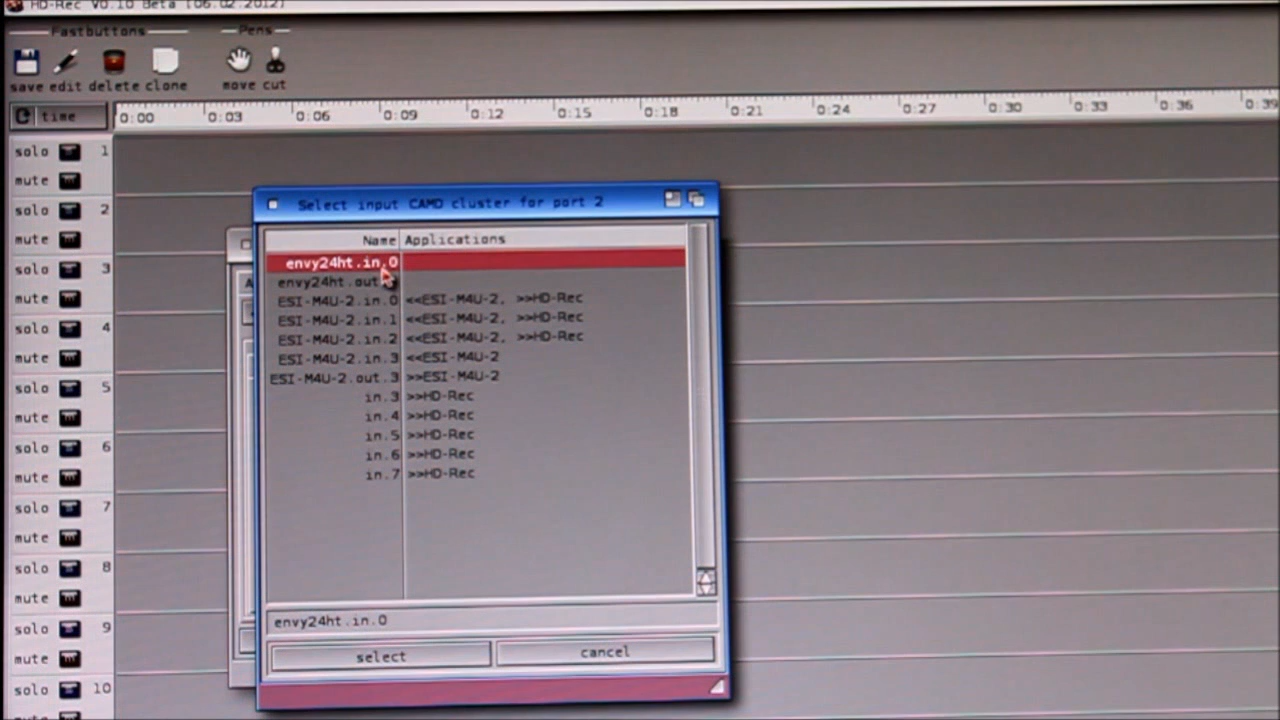 HD-Rec V0.10 Beta (06.02.2012)
Fastbuttons Pens
save edit delete clone move cut
time 0:00 0:03 0:06 0:09 0:12 0:15 0:18 0:21 0:24 0:27 0:30 0:33 0:36 0:39
solo 1
mute
solo 2
mute
solo 3
mute
solo 4
mute
solo 5
mute
solo 6
mute
solo 7
mute
solo 8
mute
solo 9
mute
solo 10
Select input CAMD cluster for port 2
Name Applications
envy24ht.in.0
envy24ht.out
ESI-M4U-2.in.0 <<ESI-M4U-2, >>HD-Rec
ESI-M4U-2.in.1 <<ESI-M4U-2, >>HD-Rec
ESI-M4U-2.in.2 <<ESI-M4U-2, >>HD-Rec
ESI-M4U-2.in.3 <<ESI-M4U-2
ESI-M4U-2.out.3 >>ESI-M4U-2
in.3 >>HD-Rec
in.4 >>HD-Rec
in.5 >>HD-Rec
in.6 >>HD-Rec
in.7 >>HD-Rec
envy24ht.in.0
select cancel